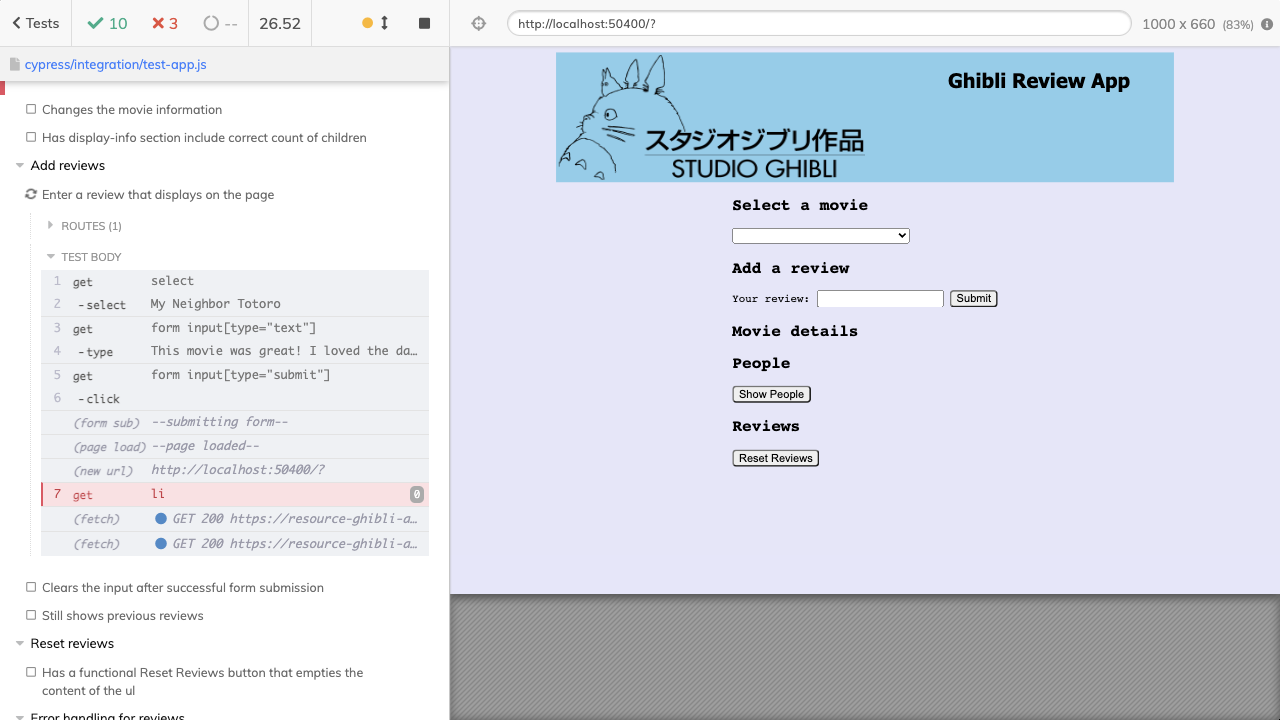 Tests
10
3
--
26.52
http://localhost:50400/?
1000 x 660 (83%)
cypress/integration/test-app.js
Changes the movie information
Has display-info section include correct count of children
Add reviews
Enter a review that displays on the page
ROUTES (1)
TEST BODY
1 get select
2 -select My Neighbor Totoro
3 get form input[type="text"]
4 -type This movie was great! I loved the da…
5 get form input[type="submit"]
6 -click
(form sub) --submitting form--
(page load) --page loaded--
(new url) http://localhost:50400/?
7 get li 0
(fetch) GET 200 https://resource-ghibli-a…
(fetch) GET 200 https://resource-ghibli-a…
Clears the input after successful form submission
Still shows previous reviews
Reset reviews
Has a functional Reset Reviews button that empties the
content of the ul
Error handling for reviews
Ghibli Review App
スタジオジブリ作品
STUDIO GHIBLI
Select a movie
Add a review
Your review: Submit
Movie details
People
Show People
Reviews
Reset Reviews